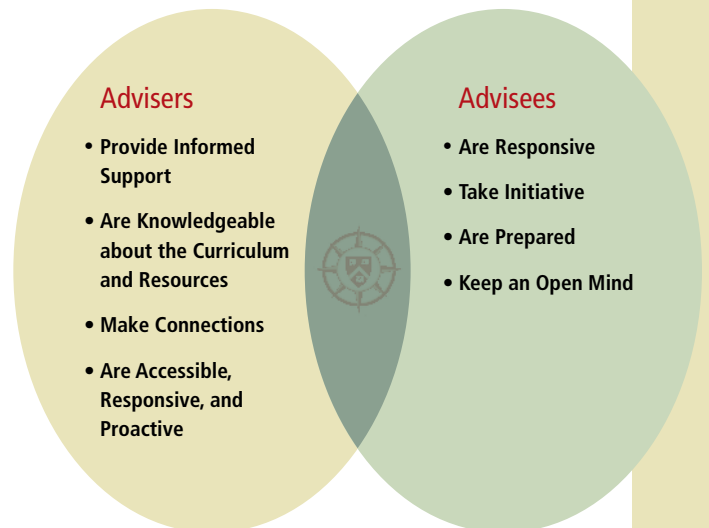 Advisers
• Provide Informed
Support
• Are Knowledgeable
about the Curriculum
and Resources
• Make Connections
• Are Accessible,
Responsive, and
Proactive
Advisees
• Are Responsive
• Take Initiative
• Are Prepared
• Keep an Open Mind